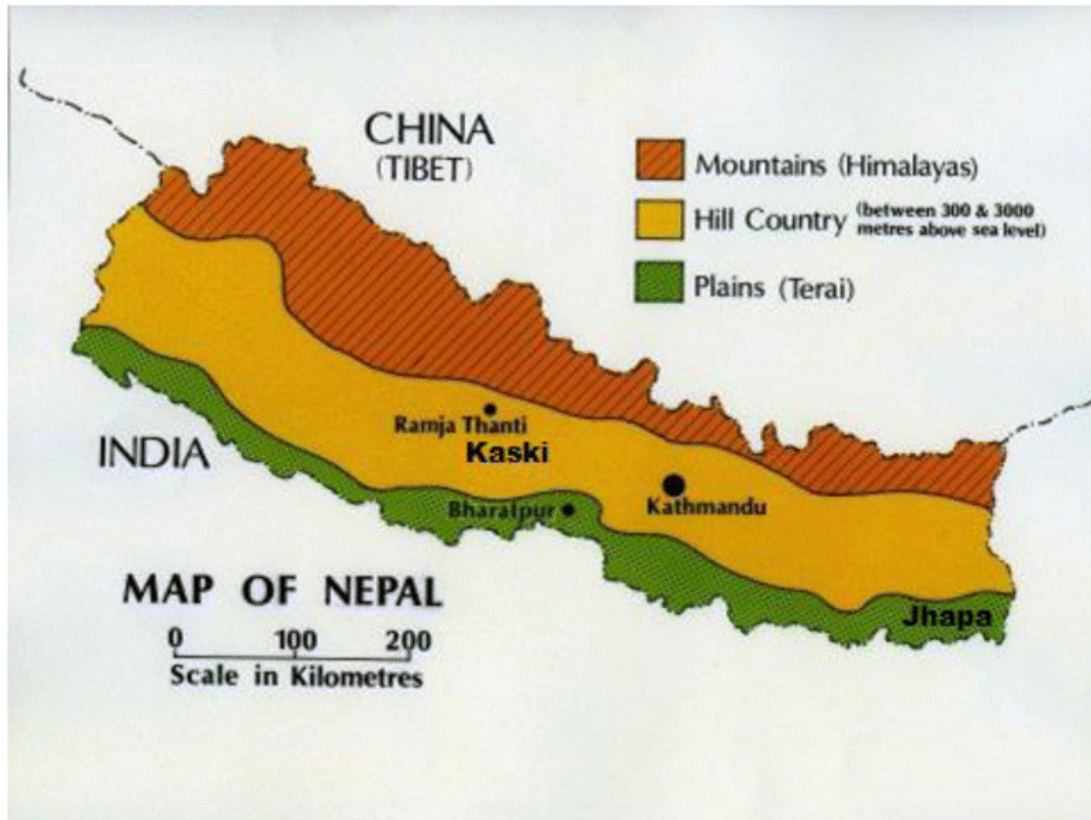 CHINA
(TIBET)
Mountains (Himalayas)
Hill Country (between 300 & 3000
metres above sea level)
Plains (Terai)
Ramja Thanti
Kaski
INDIA
Bharatpur
Kathmandu
MAP OF NEPAL
Jhapa
0 100 200
Scale in Kilometres